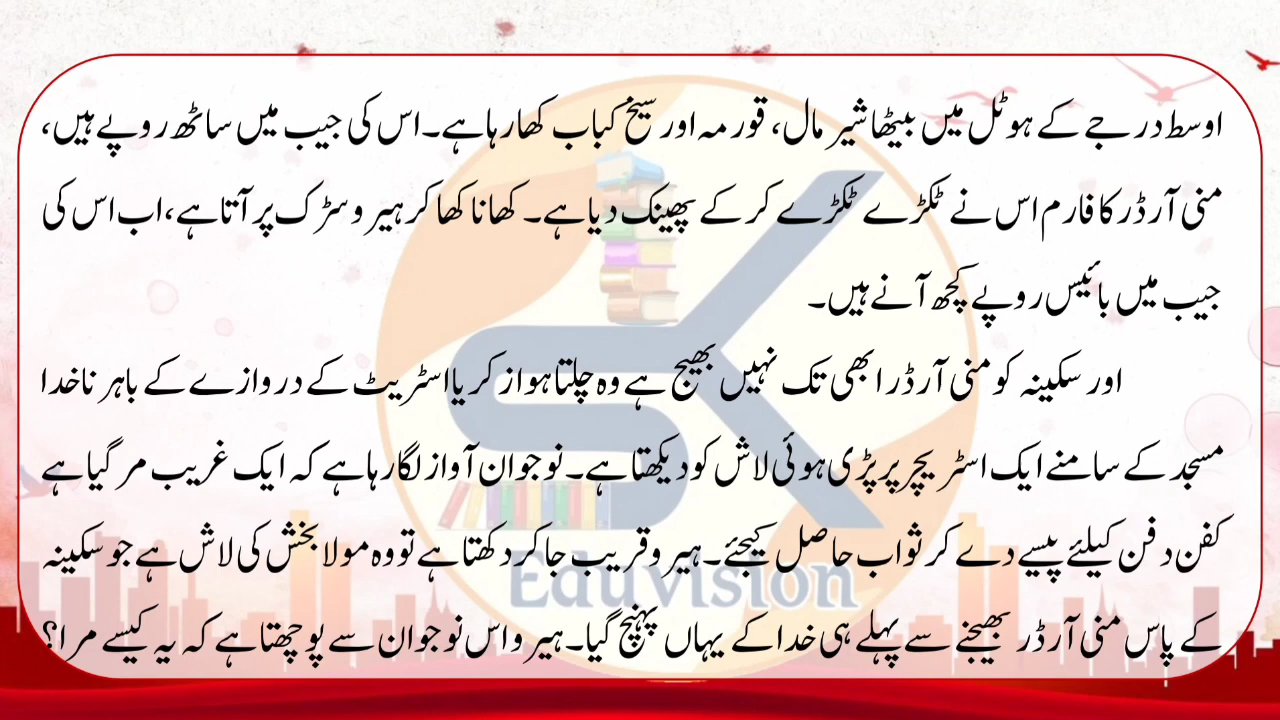 اوسط درجے کے ہوٹل میں بیٹھا شیر مال، قورمہ اور سیخ کباب کھا رہا ہے۔ اس کی جیب میں ساٹھ روپے ہیں،
منی آرڈر کا فارم اس نے ٹکڑے ٹکڑے کر کے پھینک دیا ہے۔ کھانا کھا کر ہیرو سڑک پر آتا ہے، اب اس کی
جیب میں بائیس روپے کچھ آنے ہیں۔
اور سکینہ کو منی آرڈر ابھی تک نہیں بھیج ہے وہ چلتا ہوا زکریا اسٹریٹ کے دروازے کے باہر ناخدا
مسجد کے سامنے ایک اسٹریچر پر پڑی ہوئی لاش کو دیکھتا ہے۔ نوجوان آواز لگا رہا ہے کہ ایک غریب مر گیا ہے
کفن دفن کیلئے پیسے دے کر ثواب حاصل کیجئے۔ ہیرو قریب جا کر دکھتا ہے تو وہ مولا بخش کی لاش ہے جو سکینہ
کے پاس منی آرڈر بھیجنے سے پہلے ہی خدا کے یہاں پہنچ گیا۔ ہیرو اس نوجوان سے پوچھتا ہے کہ یہ کیسے مرا؟
SK
Eduvision